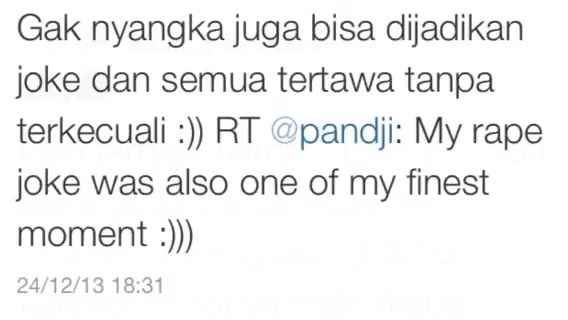 Gak nyangka juga bisa dijadikan
joke dan semua tertawa tanpa
terkecuali :)) RT @pandji: My rape
joke was also one of my finest
moment :)))
24/12/13 18:31